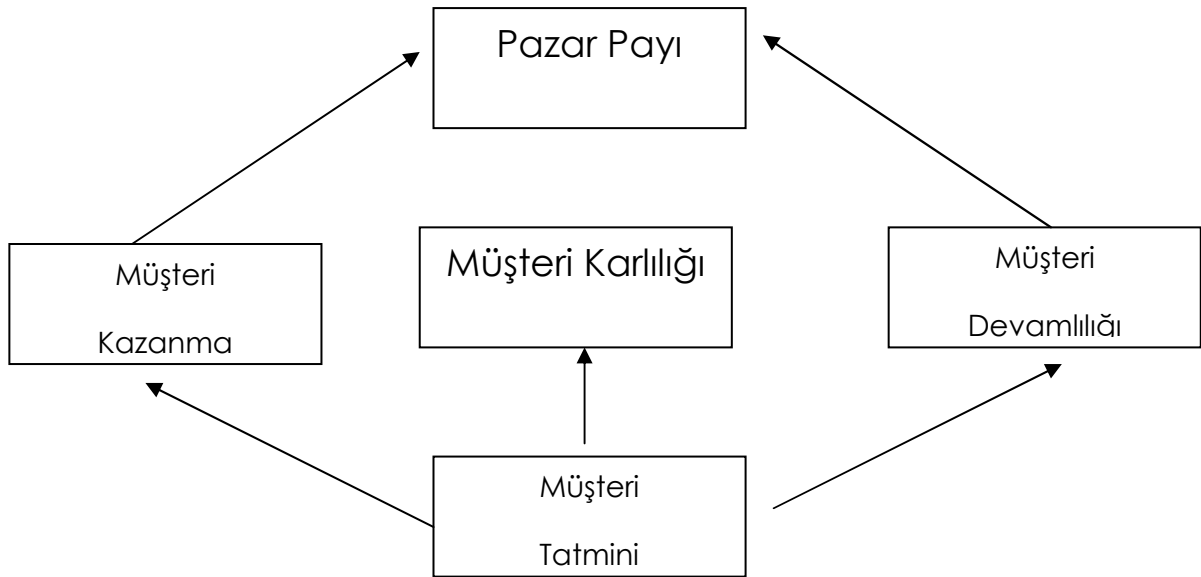 Pazar Payı
Müşteri
Kazanma
Müşteri Karlılığı
Müşteri
Devamlılığı
Müşteri
Tatmini